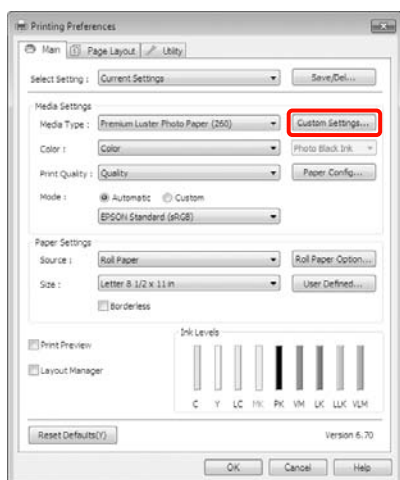 Printing Preferences
Main Page Layout Utility
Select Setting : Current Settings Save/Del...
Media Settings
Media Type : Premium Luster Photo Paper (260) Custom Settings...
Color : Color Photo Black Ink
Print Quality : Quality Paper Config...
Mode : Automatic Custom
EPSON Standard (sRGB)
Paper Settings
Source : Roll Paper Roll Paper Option...
Size : Letter 8 1/2 x 11 in User Defined...
Borderless
Ink Levels
Print Preview
Layout Manager
C Y LC MK PK VM LK LLK VLM
Reset Defaults(Y) Version 6.70
OK Cancel Help